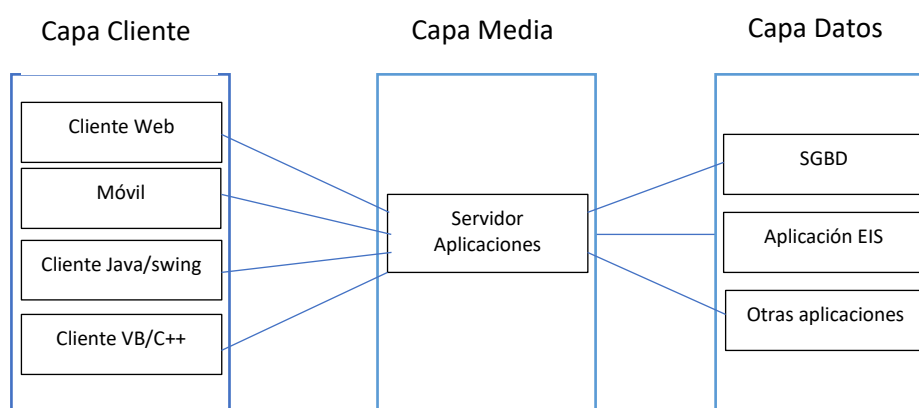 Capa Cliente
Capa Media
Capa Datos
Cliente Web
Móvil
Cliente Java/swing
Cliente VB/C++
Servidor
Aplicaciones
SGBD
Aplicación EIS
Otras aplicaciones